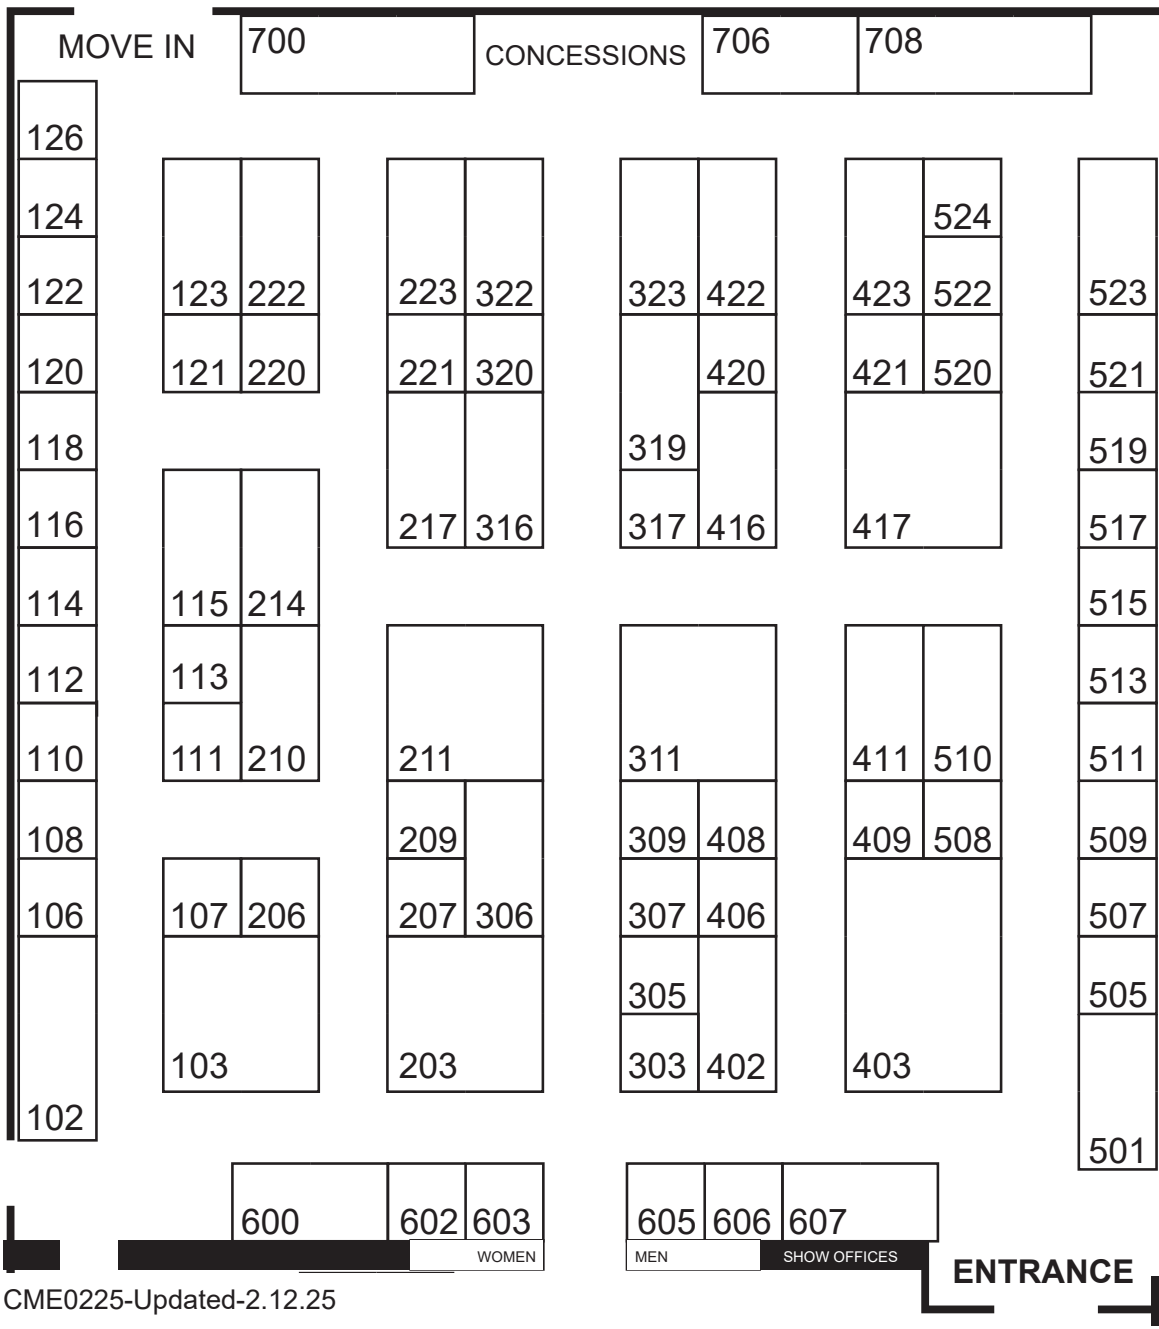 MOVE IN 700 CONCESSIONS 706 708
126
124 524
122 123 222 223 322 323 422 423 522 523
120 121 220 221 320 420 421 520 521
118 319 519
116 217 316 317 416 417 517
114 115 214 515
112 113 513
110 111 210 211 311 411 510 511
108 209 309 408 409 508 509
106 107 206 207 306 307 406 507
305 505
103 203 303 402 403
102
501
600 602 603 605 606 607
WOMEN MEN SHOW OFFICES
ENTRANCE
CME0225-Updated-2.12.25